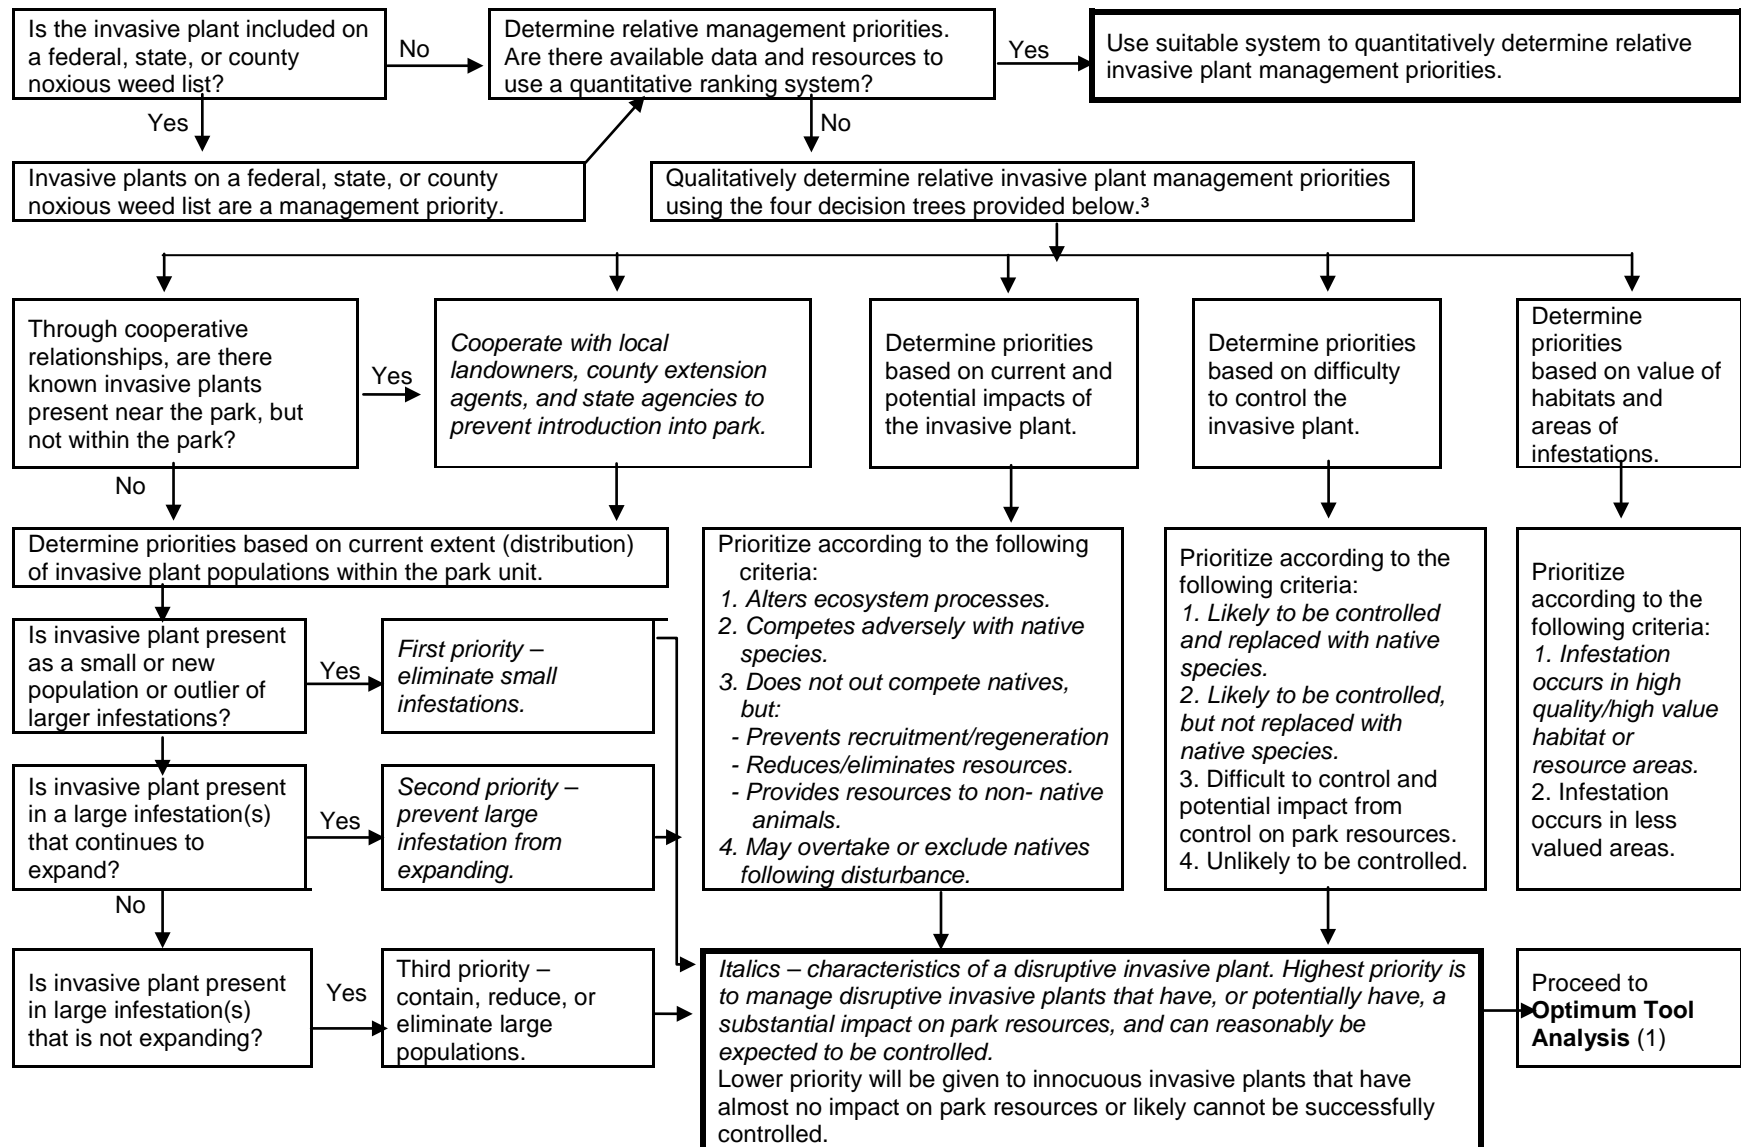 Is the invasive plant included on
a federal, state, or county
noxious weed list?
No
Determine relative management priorities.
Are there available data and resources to
use a quantitative ranking system?
Yes
Use suitable system to quantitatively determine relative
invasive plant management priorities.
Yes
No
Invasive plants on a federal, state, or county
noxious weed list are a management priority.
Qualitatively determine relative invasive plant management priorities
using the four decision trees provided below.³
Through cooperative
relationships, are there
known invasive plants
present near the park, but
not within the park?
Yes
Cooperate with local
landowners, county extension
agents, and state agencies to
prevent introduction into park.
Determine priorities
based on current and
potential impacts of
the invasive plant.
Determine priorities
based on difficulty
to control the
invasive plant.
Determine
priorities
based on value of
habitats and
areas of
infestations.
No
Determine priorities based on current extent (distribution)
of invasive plant populations within the park unit.
Is invasive plant present
as a small or new
population or outlier of
larger infestations?
Yes
First priority –
eliminate small
infestations.
Is invasive plant present
in a large infestation(s)
that continues to
expand?
Yes
Second priority –
prevent large
infestation from
expanding.
No
Is invasive plant present
in large infestation(s)
that is not expanding?
Yes
Third priority –
contain, reduce, or
eliminate large
populations.
Prioritize according to the following
criteria:
1. Alters ecosystem processes.
2. Competes adversely with native
species.
3. Does not out compete natives,
but:
- Prevents recruitment/regeneration
- Reduces/eliminates resources.
- Provides resources to non- native
animals.
4. May overtake or exclude natives
following disturbance.
Prioritize according to the
following criteria:
1. Likely to be controlled
and replaced with native
species.
2. Likely to be controlled,
but not replaced with
native species.
3. Difficult to control and
potential impact from
control on park resources.
4. Unlikely to be controlled.
Prioritize
according to the
following criteria:
1. Infestation
occurs in high
quality/high value
habitat or
resource areas.
2. Infestation
occurs in less
valued areas.
Italics – characteristics of a disruptive invasive plant. Highest priority is
to manage disruptive invasive plants that have, or potentially have, a
substantial impact on park resources, and can reasonably be
expected to be controlled.
Lower priority will be given to innocuous invasive plants that have
almost no impact on park resources or likely cannot be successfully
controlled.
Proceed to
Optimum Tool
Analysis (1)